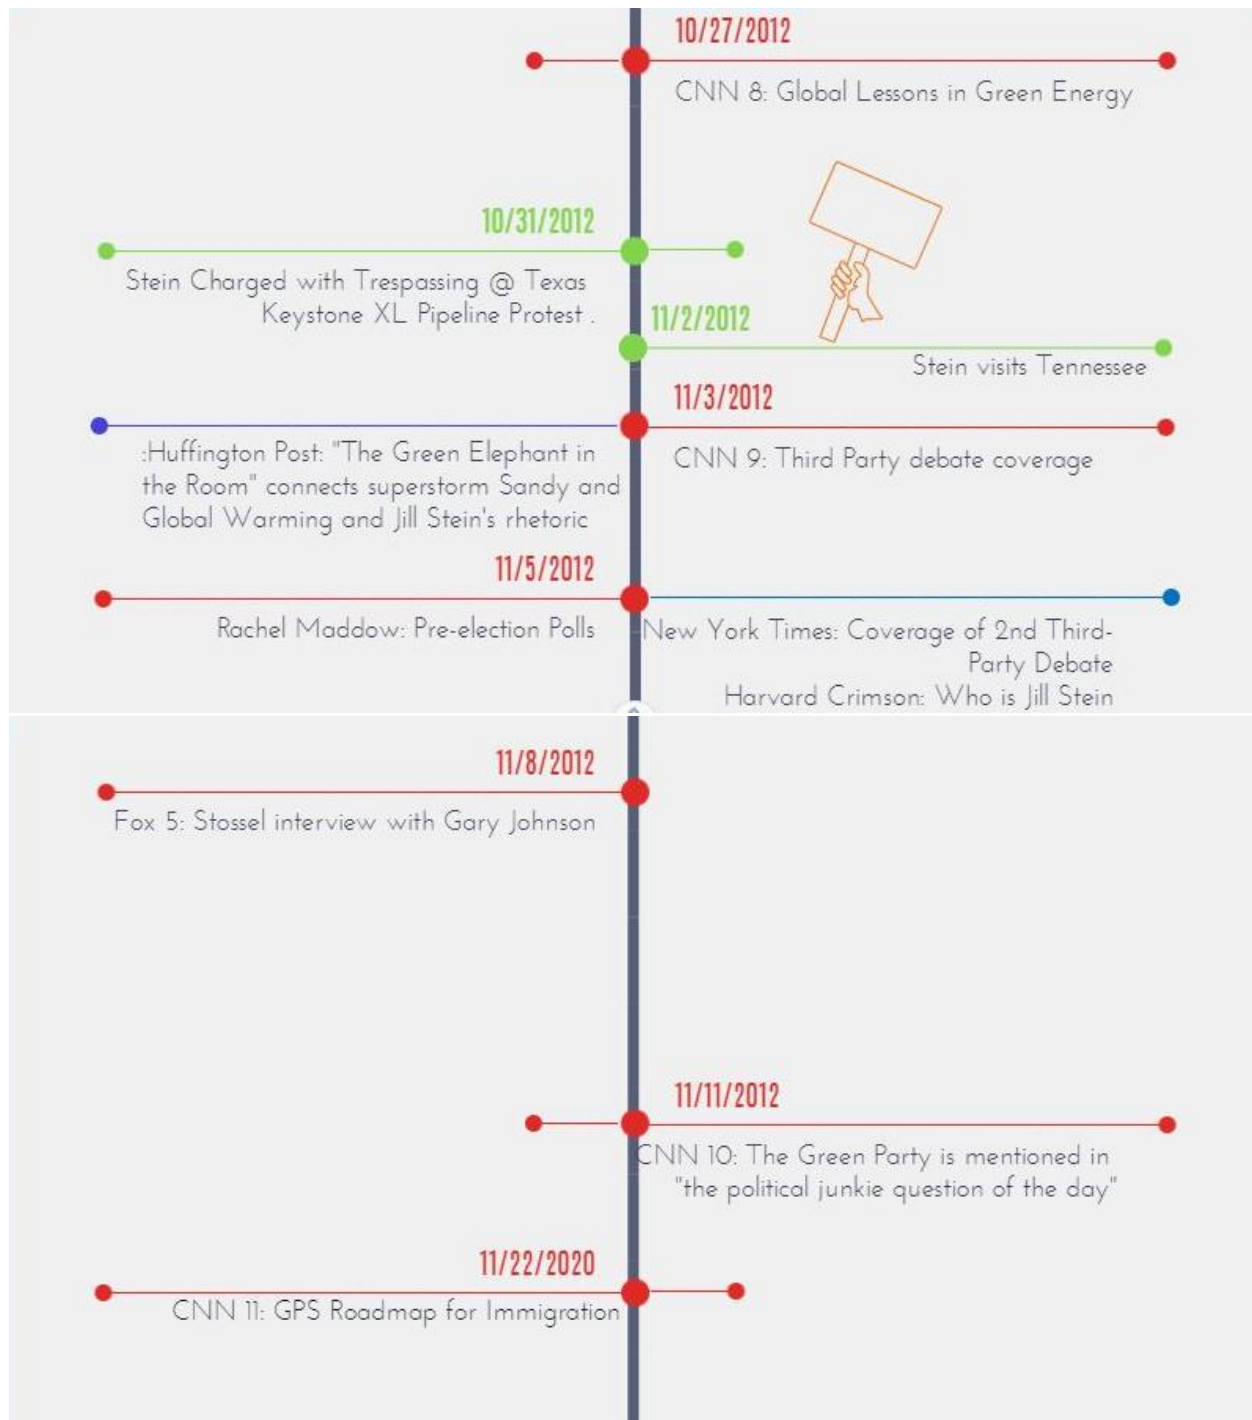 10/27/2012
CNN 8: Global Lessons in Green Energy
10/31/2012
Stein Charged with Trespassing @ Texas
Keystone XL Pipeline Protest .
11/2/2012
Stein visits Tennessee
11/3/2012
:Huffington Post: "The Green Elephant in
the Room" connects superstorm Sandy and
Global Warming and Jill Stein's rhetoric
CNN 9: Third Party debate coverage
11/5/2012
Rachel Maddow: Pre-election Polls
New York Times: Coverage of 2nd Third-
Party Debate
Harvard Crimson: Who is Jill Stein
11/8/2012
Fox 5: Stossel interview with Gary Johnson
11/11/2012
CNN 10: The Green Party is mentioned in
"the political junkie question of the day"
11/22/2020
CNN 11: GPS Roadmap for Immigration